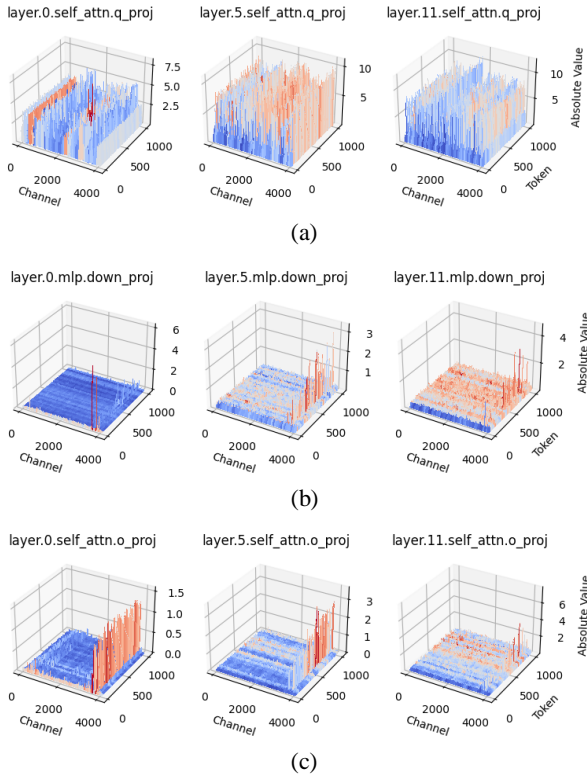 layer.0.self_attn.q_proj layer.5.self_attn.q_proj layer.11.self_attn.q_proj
7.5 5.0 2.5 10 5 10 5 Absolute Value
0 2000 4000 Channel 0 500 1000
0 2000 4000 Channel 0 500 1000
0 2000 4000 Channel 0 500 1000 Token
(a)
layer.0.mlp.down_proj layer.5.mlp.down_proj layer.11.mlp.down_proj
6 4 2 0 3 2 1 4 2 Absolute Value
0 2000 4000 Channel 0 500 1000
0 2000 4000 Channel 0 500 1000
0 2000 4000 Channel 0 500 1000 Token
(b)
layer.0.self_attn.o_proj layer.5.self_attn.o_proj layer.11.self_attn.o_proj
1.5 1.0 0.5 0.0 3 2 1 0 6 4 2 Absolute Value
0 2000 4000 Channel 0 500 1000
0 2000 4000 Channel 0 500 1000
0 2000 4000 Channel 0 500 1000 Token
(c)